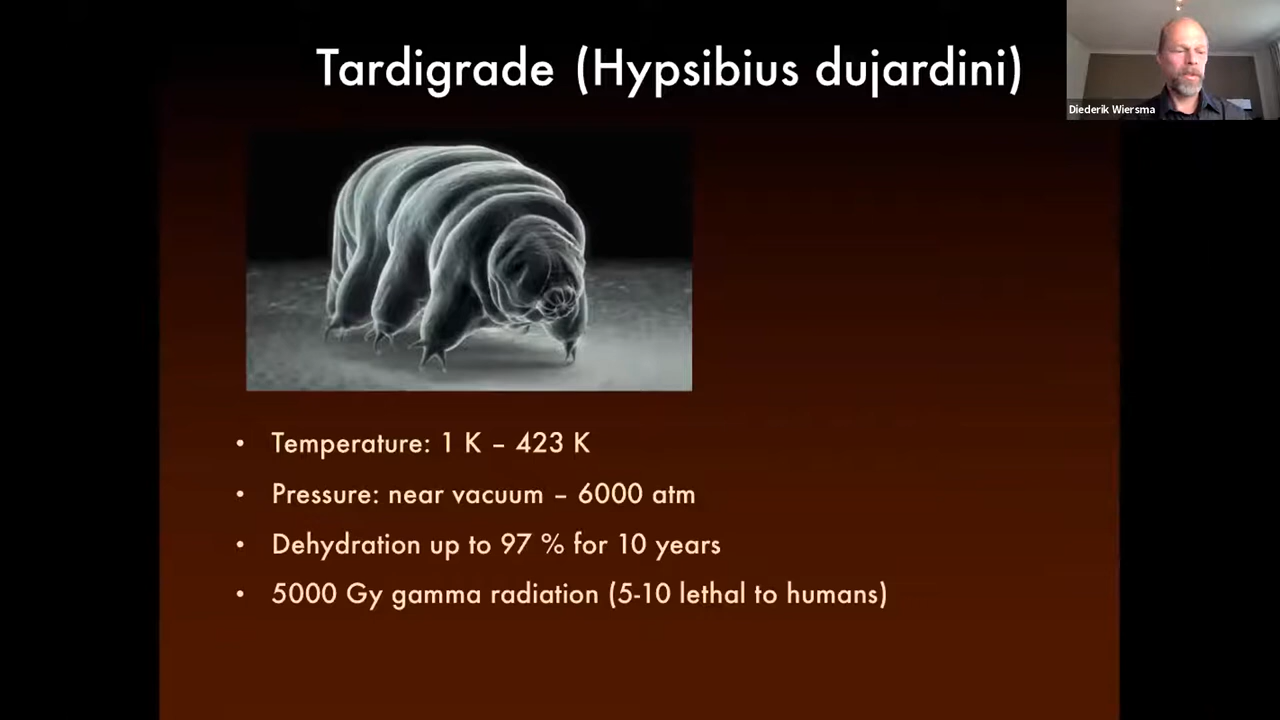 Tardigrade (Hypsibius dujardini)
Diederik Wiersma
• Temperature: 1 K – 423 K
• Pressure: near vacuum – 6000 atm
• Dehydration up to 97 % for 10 years
• 5000 Gy gamma radiation (5-10 lethal to humans)